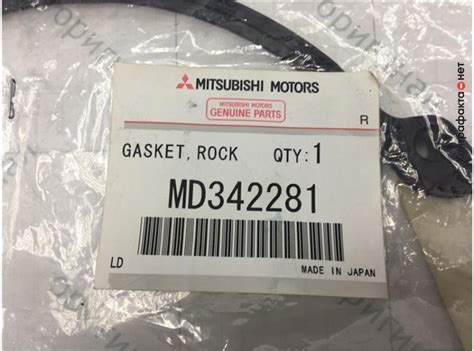 MITSUBISHI MOTORS
MITSUBISHI MOTORS
GENUINE PARTS
R
GASKET, ROCK QTY:1
MD342281
LD MADE IN JAPAN